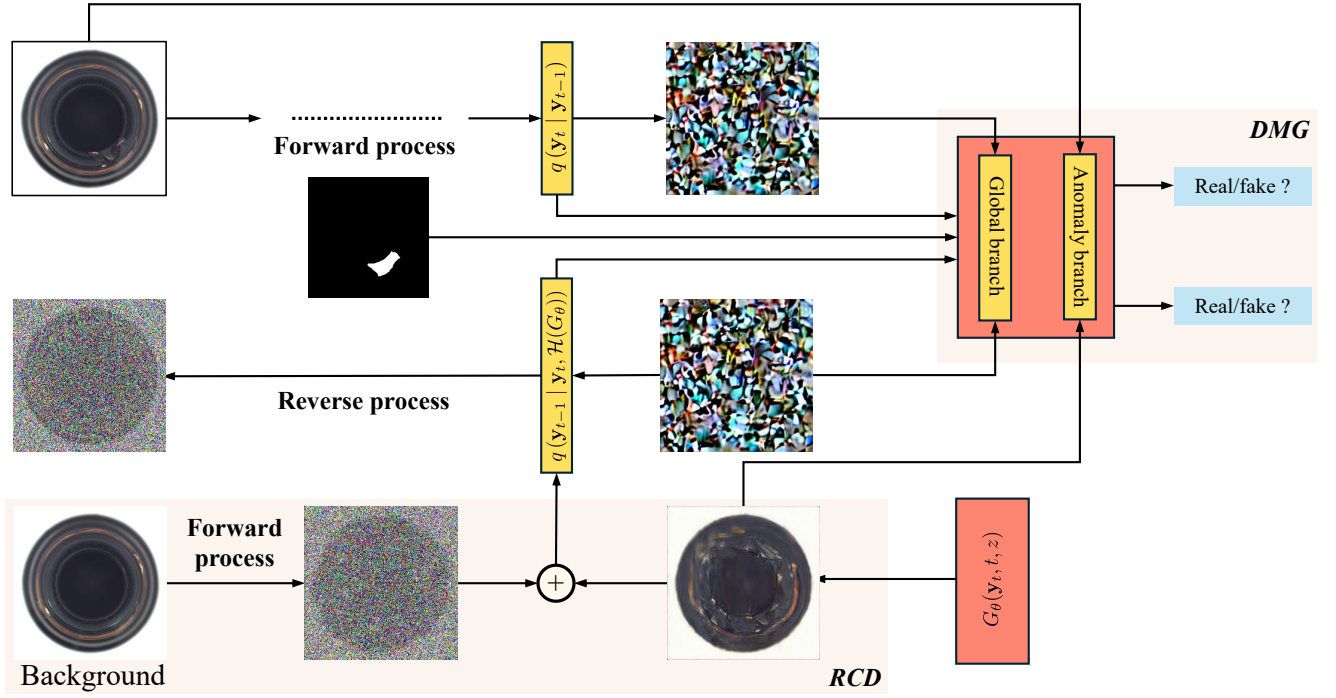 q(y_t | y_{t-1})
Forward process
DMG
Global branch
Anomaly branch
Real/fake ?
Real/fake ?
q(y_{t-1} | y_t, ℋ(G_θ))
Reverse process
Forward
process
+
G_θ(y_t, t, z)
Background
RCD